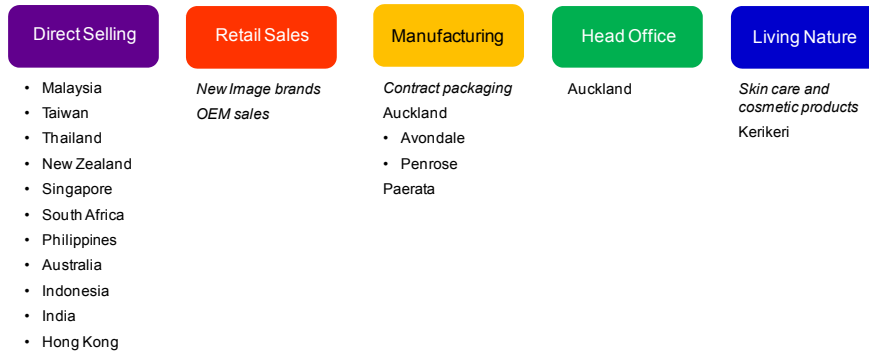 Direct Selling
Malaysia
Taiwan
Thailand
New Zealand
Singapore
South Africa
Philippines
Australia
Indonesia
India
Hong Kong
Retail Sales
New Image brands
OEM sales
Manufacturing
Contract packaging
Auckland
Avondale
Penrose
Paerata
Head Office
Auckland
Living Nature
Skin care and
cosmetic products
Kerikeri